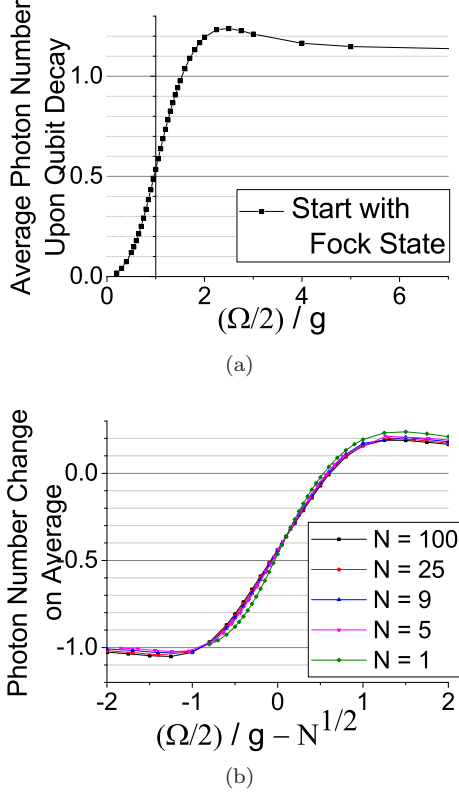 Average Photon Number
Upon Qubit Decay
1.0
0.5
0.0
Start with
Fock State
0 2 4 6
(Ω/2) / g
(a)
Photon Number Change
on Average
0.0
-0.5
-1.0
N = 100
N = 25
N = 9
N = 5
N = 1
-2 -1 0 1 2
(Ω/2) / g – N^1/2
(b)